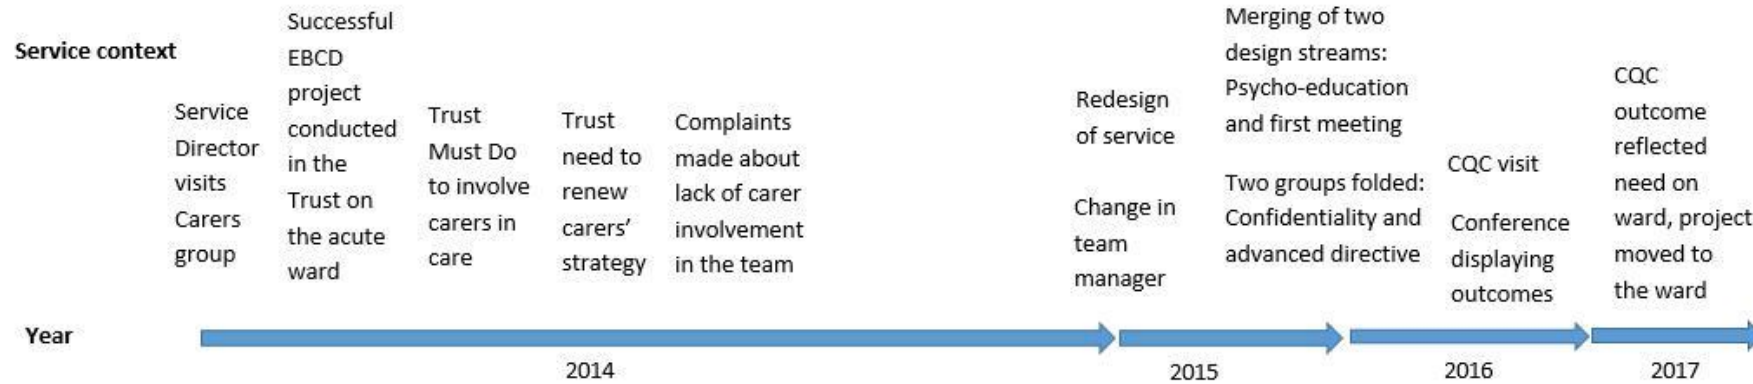 Service context
Service
Director
visits
Carers
group
Successful
EBCD
project
conducted
in the
Trust on
the acute
ward
Trust
Must Do
to involve
carers in
care
Trust
need to
renew
carers’
strategy
Complaints
made about
lack of carer
involvement
in the team
Redesign
of service
Change in
team
manager
Merging of two
design streams:
Psycho-education
and first meeting
Two groups folded:
Confidentiality and
advanced directive
CQC visit
Conference
displaying
outcomes
CQC
outcome
reflected
need on
ward, project
moved to
the ward
Year
2014
2015
2016
2017